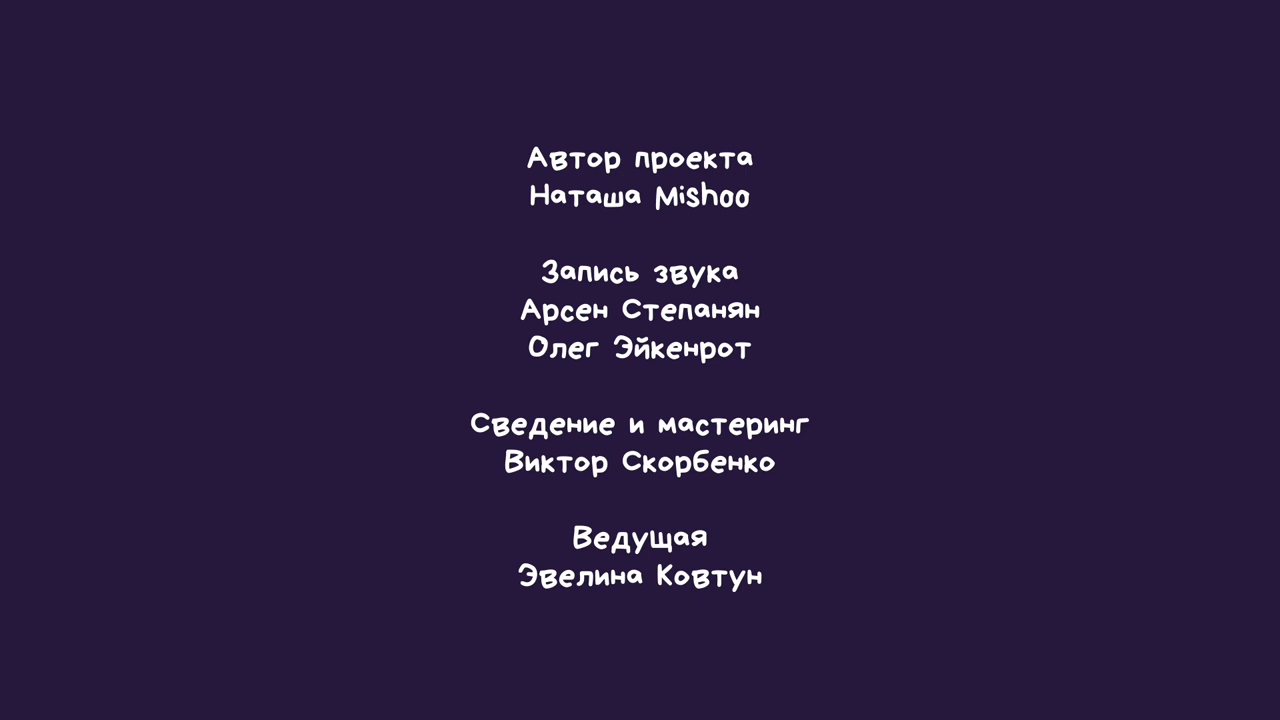 Автор проекта
Наташа Mishoo
Запись звука
Арсен Степанян
Олег Эйкенрот
Сведение и мастеринг
Виктор Скорбенко
Ведущая
Эвелина Ковтун